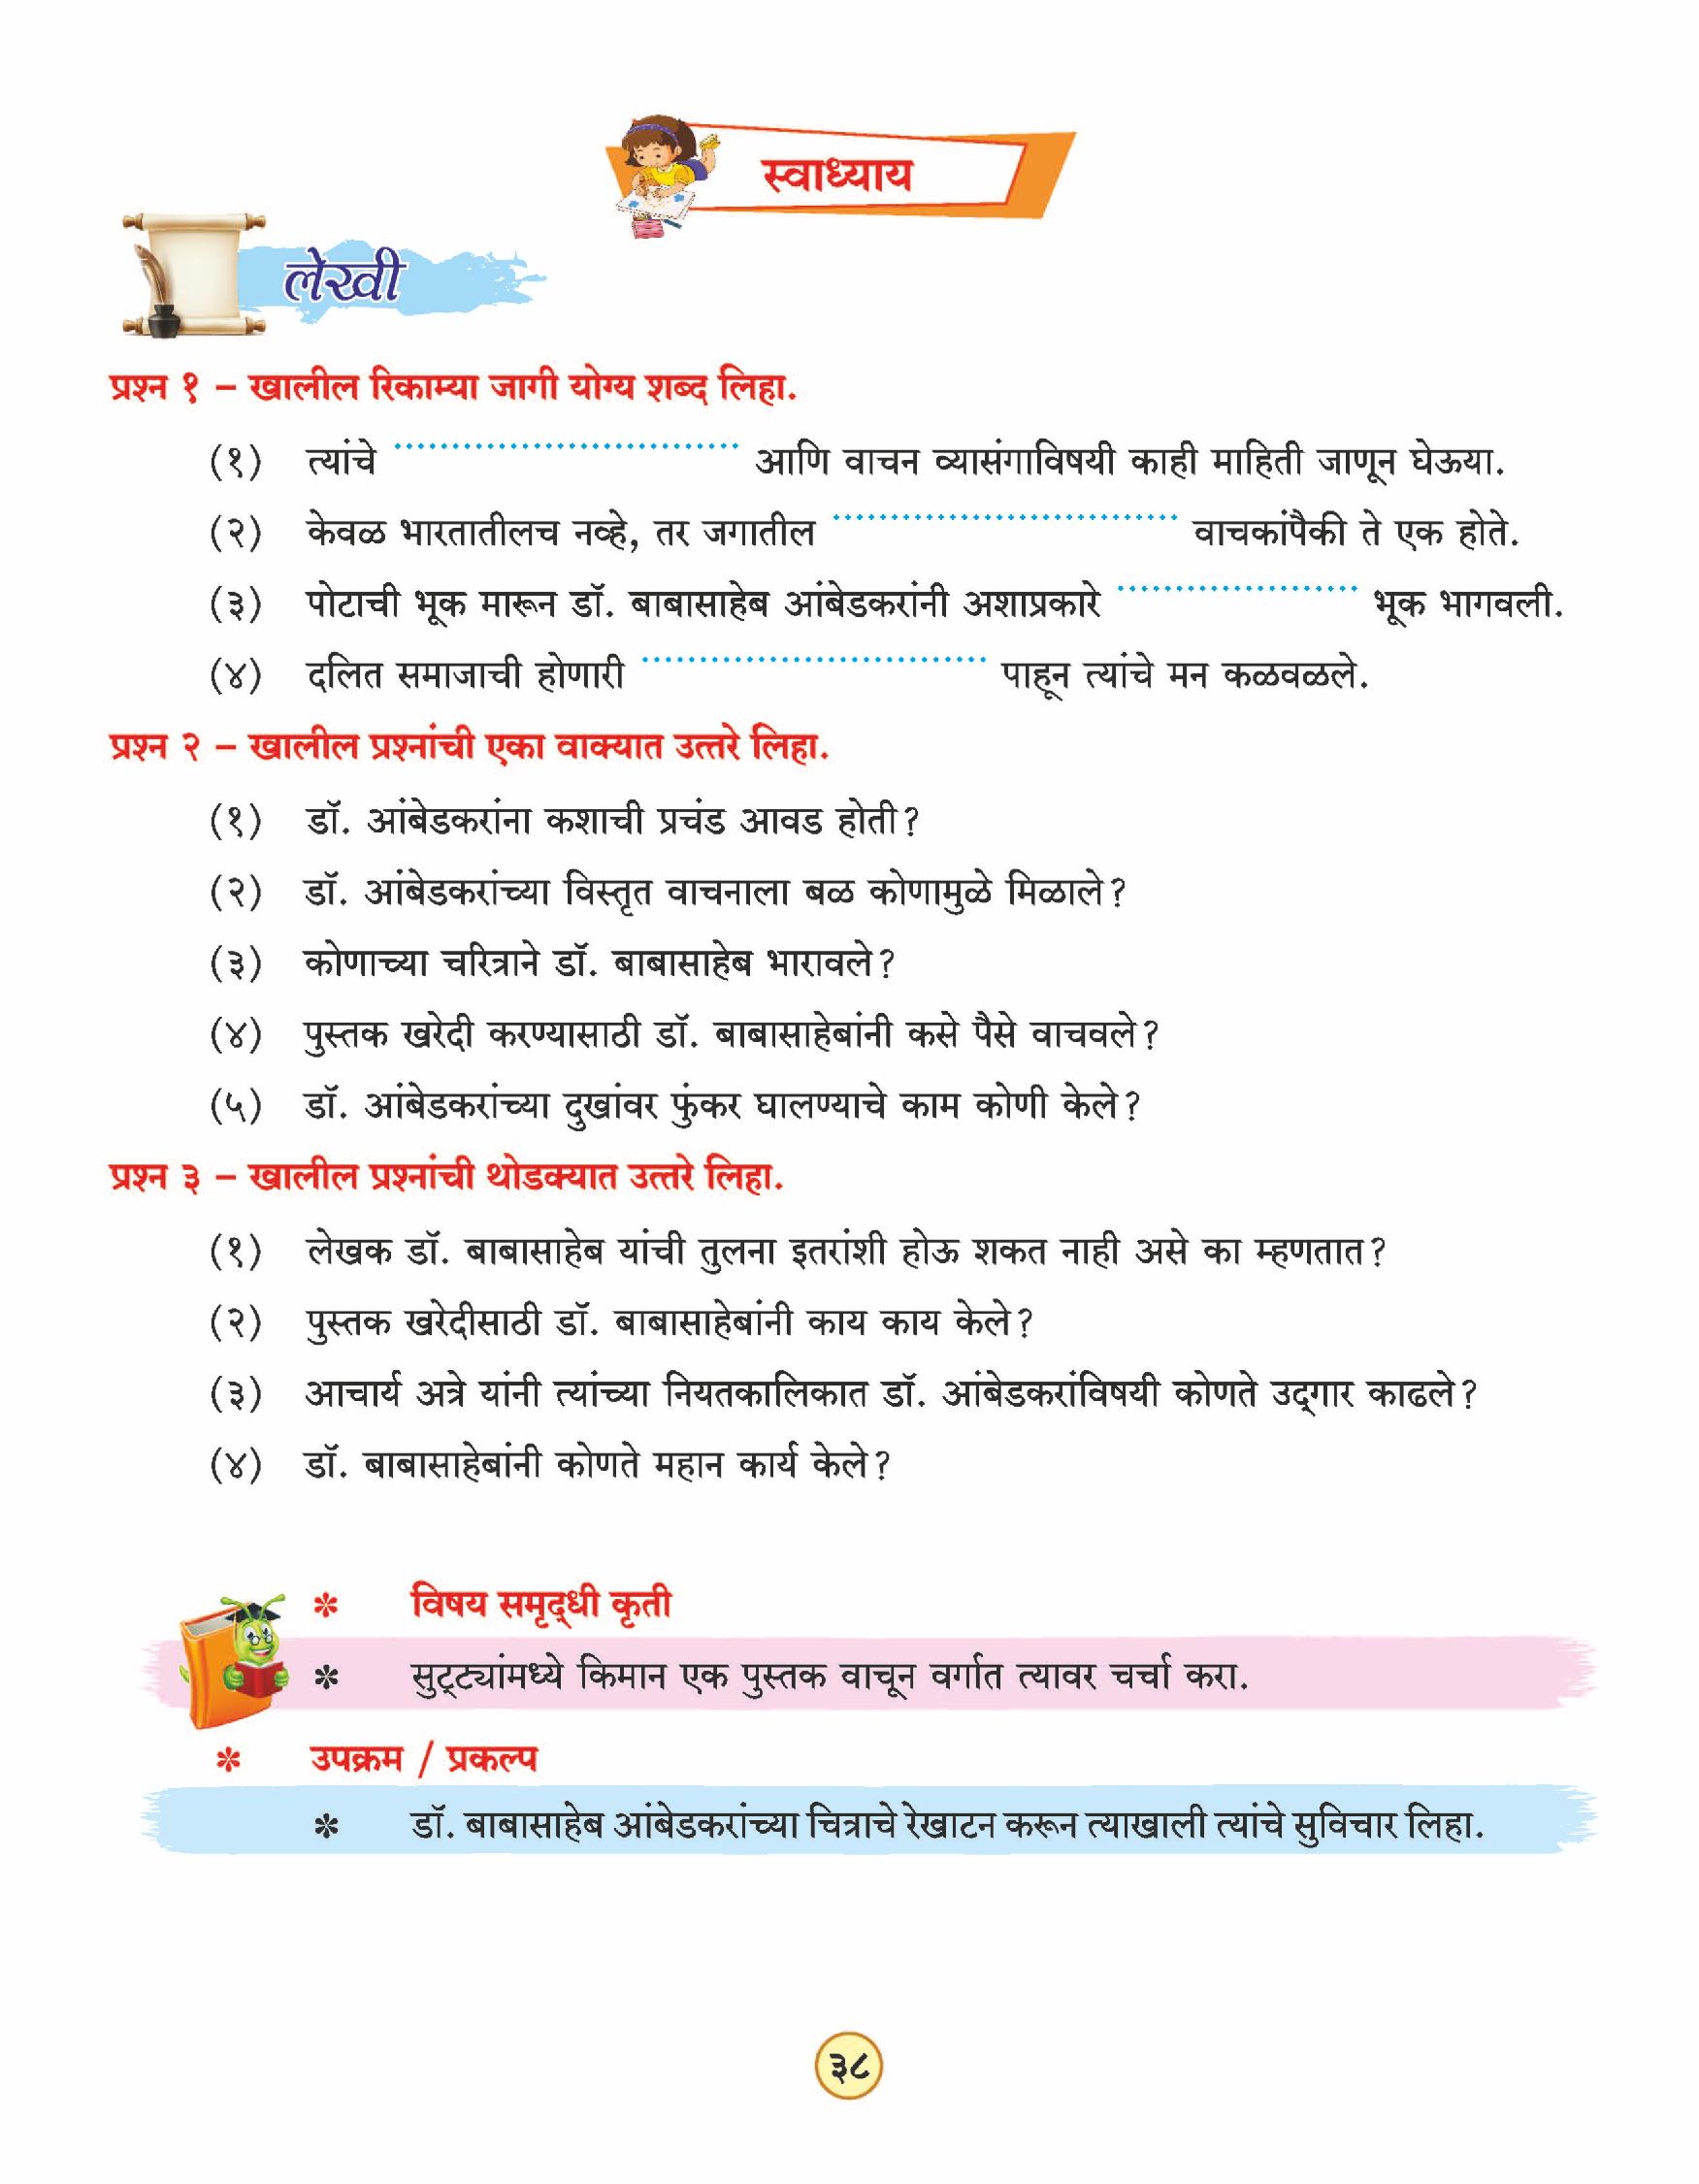 स्वाध्याय
लेखी
प्रश्न १ – खालील रिकाम्या जागी योग्य शब्द लिहा.
(१) त्यांचे .............................. आणि वाचन व्यासंगाविषयी काही माहिती जाणून घेऊया.
(२) केवळ भारतातीलच नव्हे, तर जगातील .............................. वाचकांपैकी ते एक होते.
(३) पोटाची भूक मारून डॉ. बाबासाहेब आंबेडकरांनी अशाप्रकारे ..................... भूक भागवली.
(४) दलित समाजाची होणारी .............................. पाहून त्यांचे मन कळवळले.
प्रश्न २ – खालील प्रश्नांची एका वाक्यात उत्तरे लिहा.
(१) डॉ. आंबेडकरांना कशाची प्रचंड आवड होती?
(२) डॉ. आंबेडकरांच्या विस्तृत वाचनाला बळ कोणामुळे मिळाले?
(३) कोणाच्या चरित्राने डॉ. बाबासाहेब भारावले?
(४) पुस्तक खरेदी करण्यासाठी डॉ. बाबासाहेबांनी कसे पैसे वाचवले?
(५) डॉ. आंबेडकरांच्या दुखांवर फुंकर घालण्याचे काम कोणी केले?
प्रश्न ३ – खालील प्रश्नांची थोडक्यात उत्तरे लिहा.
(१) लेखक डॉ. बाबासाहेब यांची तुलना इतरांशी होऊ शकत नाही असे का म्हणतात?
(२) पुस्तक खरेदीसाठी डॉ. बाबासाहेबांनी काय काय केले?
(३) आचार्य अत्रे यांनी त्यांच्या नियतकालिकात डॉ. आंबेडकरांविषयी कोणते उद्‌गार काढले?
(४) डॉ. बाबासाहेबांनी कोणते महान कार्य केले?
* विषय समृद्‌धी कृती
* सुट्‌ट्यांमध्ये किमान एक पुस्तक वाचून वर्गात त्यावर चर्चा करा.
* उपक्रम / प्रकल्प
* डॉ. बाबासाहेब आंबेडकरांच्या चित्राचे रेखाटन करून त्याखाली त्यांचे सुविचार लिहा.
३८